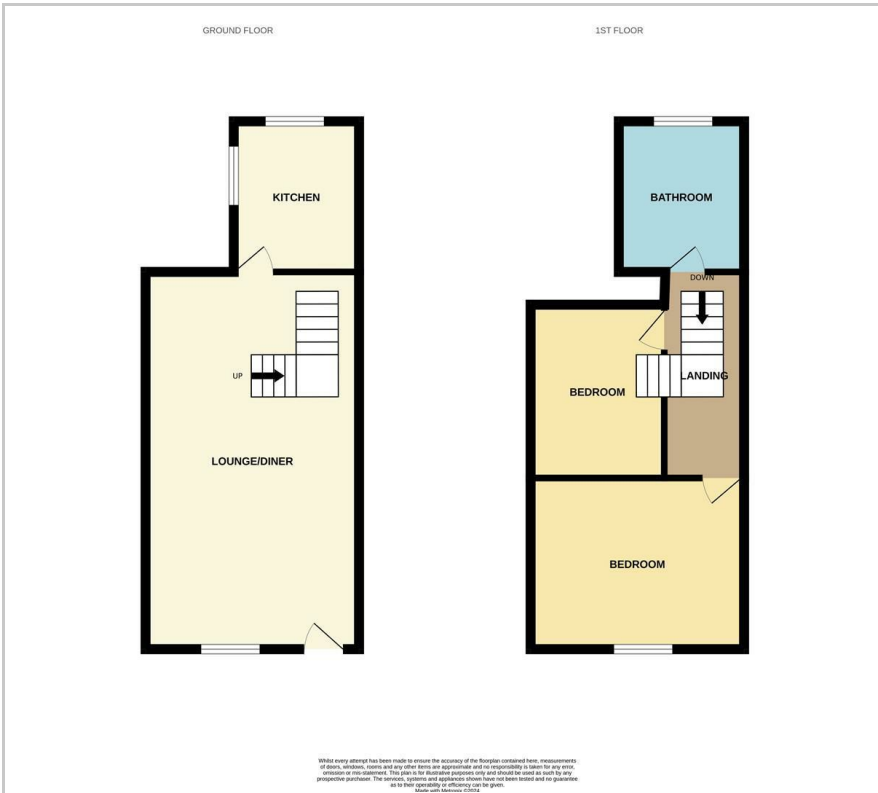 GROUND FLOOR
1ST FLOOR
KITCHEN
BATHROOM
DOWN
UP
LANDING
BEDROOM
LOUNGE/DINER
BEDROOM
Whilst every attempt has been made to ensure the accuracy of the floorplan contained here, measurements
of doors, windows, rooms and any other items are approximate and no responsibility is taken for any error,
omission or mis-statement. This plan is for illustrative purposes only and should be used as such by any
prospective purchaser. The services, systems and appliances shown have not been tested and no guarantee
as to their operability or efficiency can be given.
Made with Metropix ©2024